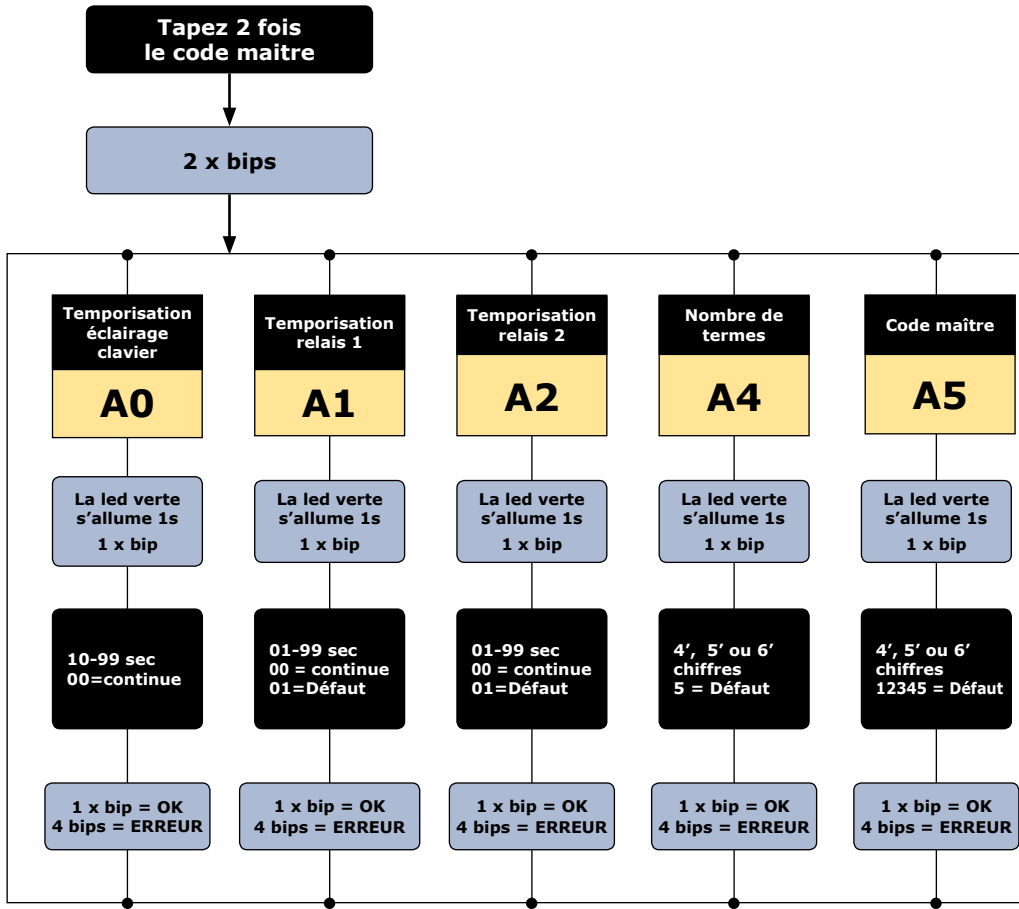 Tapez 2 fois
le code maitre
2 x bips
Temporisation
éclairage
clavier
A0
La led verte
s’allume 1s
1 x bip
10-99 sec
00=continue
1 x bip = OK
4 bips = ERREUR
Temporisation
relais 1
A1
La led verte
s’allume 1s
1 x bip
01-99 sec
00 = continue
01=Défaut
1 x bip = OK
4 bips = ERREUR
Temporisation
relais 2
A2
La led verte
s’allume 1s
1 x bip
01-99 sec
00 = continue
01=Défaut
1 x bip = OK
4 bips = ERREUR
Nombre de
termes
A4
La led verte
s’allume 1s
1 x bip
4’, 5’ ou 6’
chiffres
5 = Défaut
1 x bip = OK
4 bips = ERREUR
Code maître
A5
La led verte
s’allume 1s
1 x bip
4’, 5’ ou 6’
chiffres
12345 = Défaut
1 x bip = OK
4 bips = ERREUR